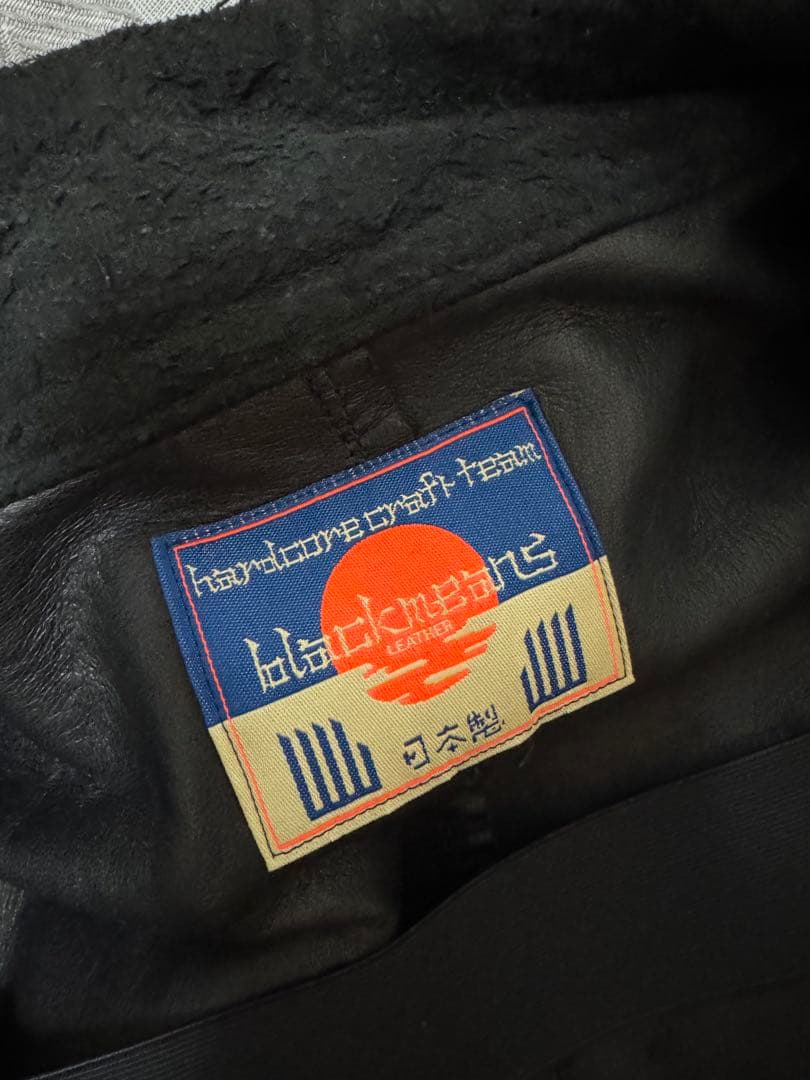 hardcore craft team
blackmeans
LEATHER
日本製